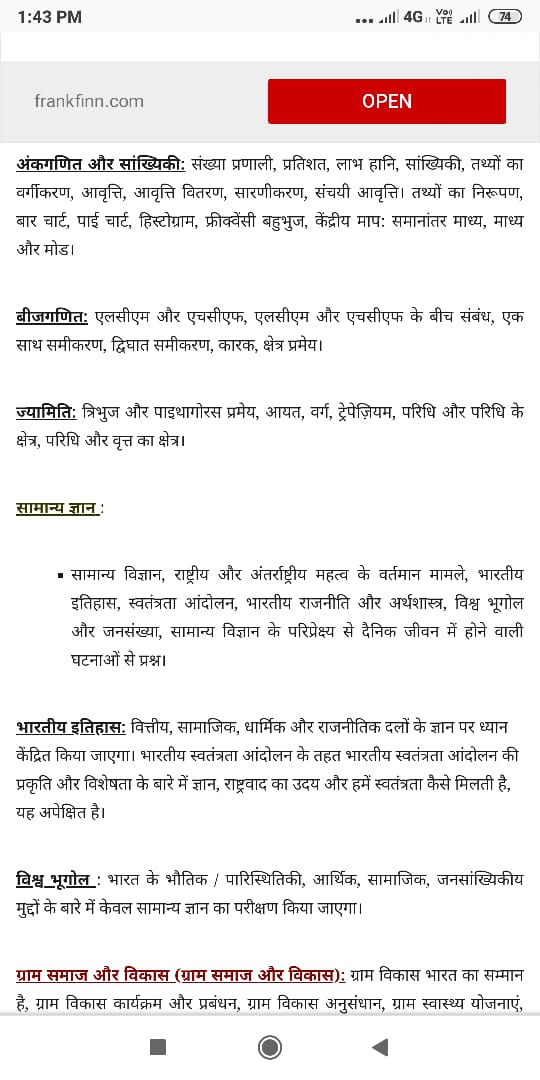 1:43 PM 4G Vo)) LTE 74
frankfinn.com OPEN
अंकगणित और सांख्यिकी: संख्या प्रणाली, प्रतिशत, लाभ हानि, सांख्यिकी, तथ्यों का
वर्गीकरण, आवृत्ति, आवृत्ति वितरण, सारणीकरण, संचयी आवृत्ति। तथ्यों का निरूपण,
बार चार्ट, पाई चार्ट, हिस्टोग्राम, फ्रीक्वेंसी बहुभुज, केंद्रीय माप: समानांतर माध्य, माध्य
और मोड।
बीजगणित: एलसीएम और एचसीएफ, एलसीएम और एचसीएफ के बीच संबंध, एक
साथ समीकरण, द्विघात समीकरण, कारक, क्षेत्र प्रमेय।
ज्यामिति: त्रिभुज और पाइथागोरस प्रमेय, आयत, वर्ग, ट्रेपेज़ियम, परिधि और परिधि के
क्षेत्र, परिधि और वृत्त का क्षेत्र।
सामान्य ज्ञान :
▪ सामान्य विज्ञान, राष्ट्रीय और अंतर्राष्ट्रीय महत्व के वर्तमान मामले, भारतीय
इतिहास, स्वतंत्रता आंदोलन, भारतीय राजनीति और अर्थशास्त्र, विश्व भूगोल
और जनसंख्या, सामान्य विज्ञान के परिप्रेक्ष्य से दैनिक जीवन में होने वाली
घटनाओं से प्रश्न।
भारतीय इतिहास: वित्तीय, सामाजिक, धार्मिक और राजनीतिक दलों के ज्ञान पर ध्यान
केंद्रित किया जाएगा। भारतीय स्वतंत्रता आंदोलन के तहत भारतीय स्वतंत्रता आंदोलन की
प्रकृति और विशेषता के बारे में ज्ञान, राष्ट्रवाद का उदय और हमें स्वतंत्रता कैसे मिलती है,
यह अपेक्षित है।
विश्व भूगोल : भारत के भौतिक / पारिस्थितिकी, आर्थिक, सामाजिक, जनसांख्यिकीय
मुद्दों के बारे में केवल सामान्य ज्ञान का परीक्षण किया जाएगा।
ग्राम समाज और विकास (ग्राम समाज और विकास): ग्राम विकास भारत का सम्मान
है, ग्राम विकास कार्यक्रम और प्रबंधन, ग्राम विकास अनुसंधान, ग्राम स्वास्थ्य योजनाएं,